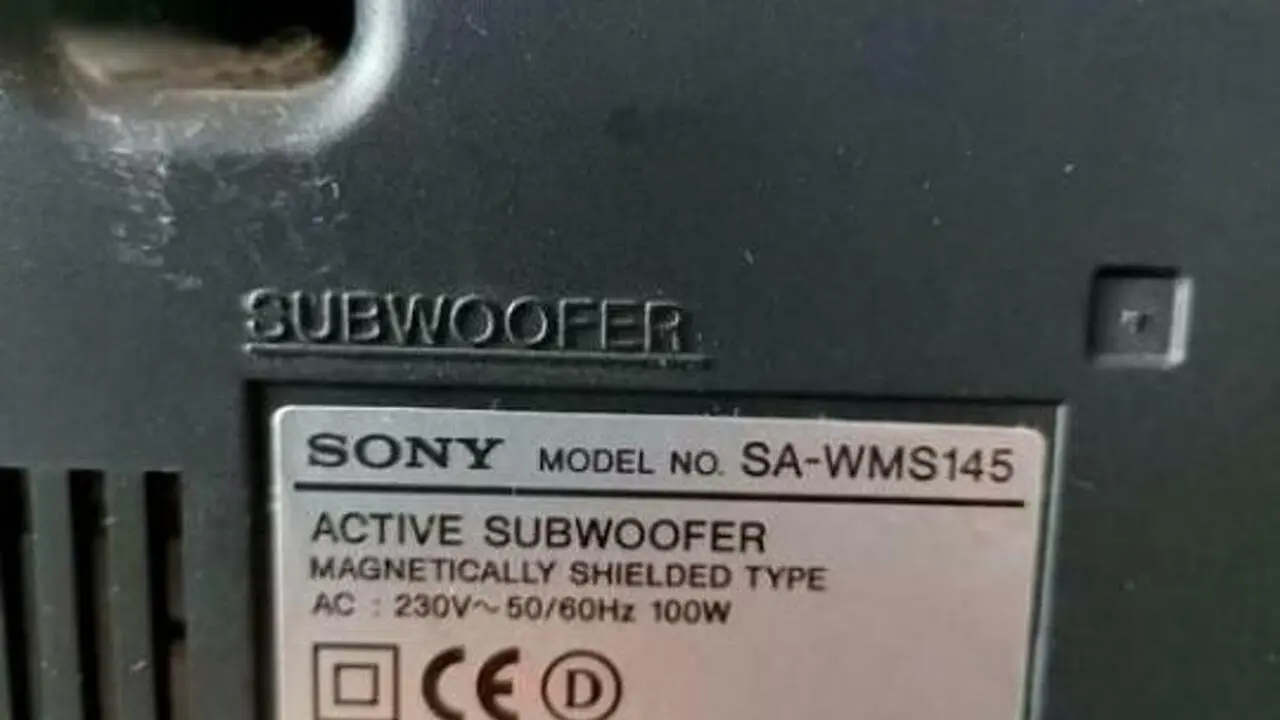 SUBWOOFER
SONY MODEL NO. SA-WMS145
ACTIVE SUBWOOFER
MAGNETICALLY SHIELDED TYPE
AC : 230V~50/60Hz 100W
CE D